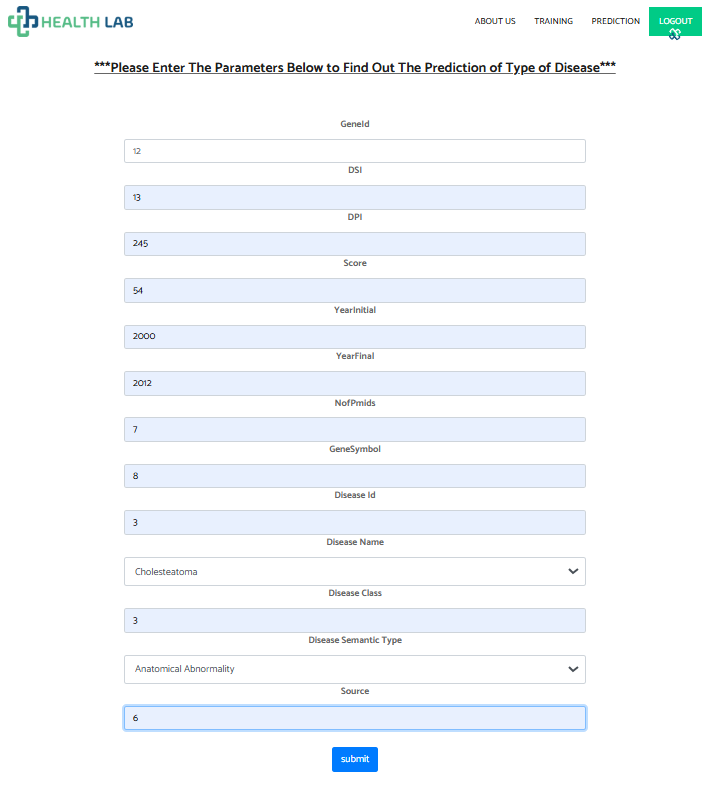 HEALTH LAB
ABOUT US TRAINING PREDICTION LOGOUT
***Please Enter The Parameters Below to Find Out The Prediction of Type of Disease***
GeneId
12
DSI
13
DPI
245
Score
54
YearInitial
2000
YearFinal
2012
NofPmids
7
GeneSymbol
8
Disease Id
3
Disease Name
Cholesteatoma
Disease Class
3
Disease Semantic Type
Anatomical Abnormality
Source
6
submit